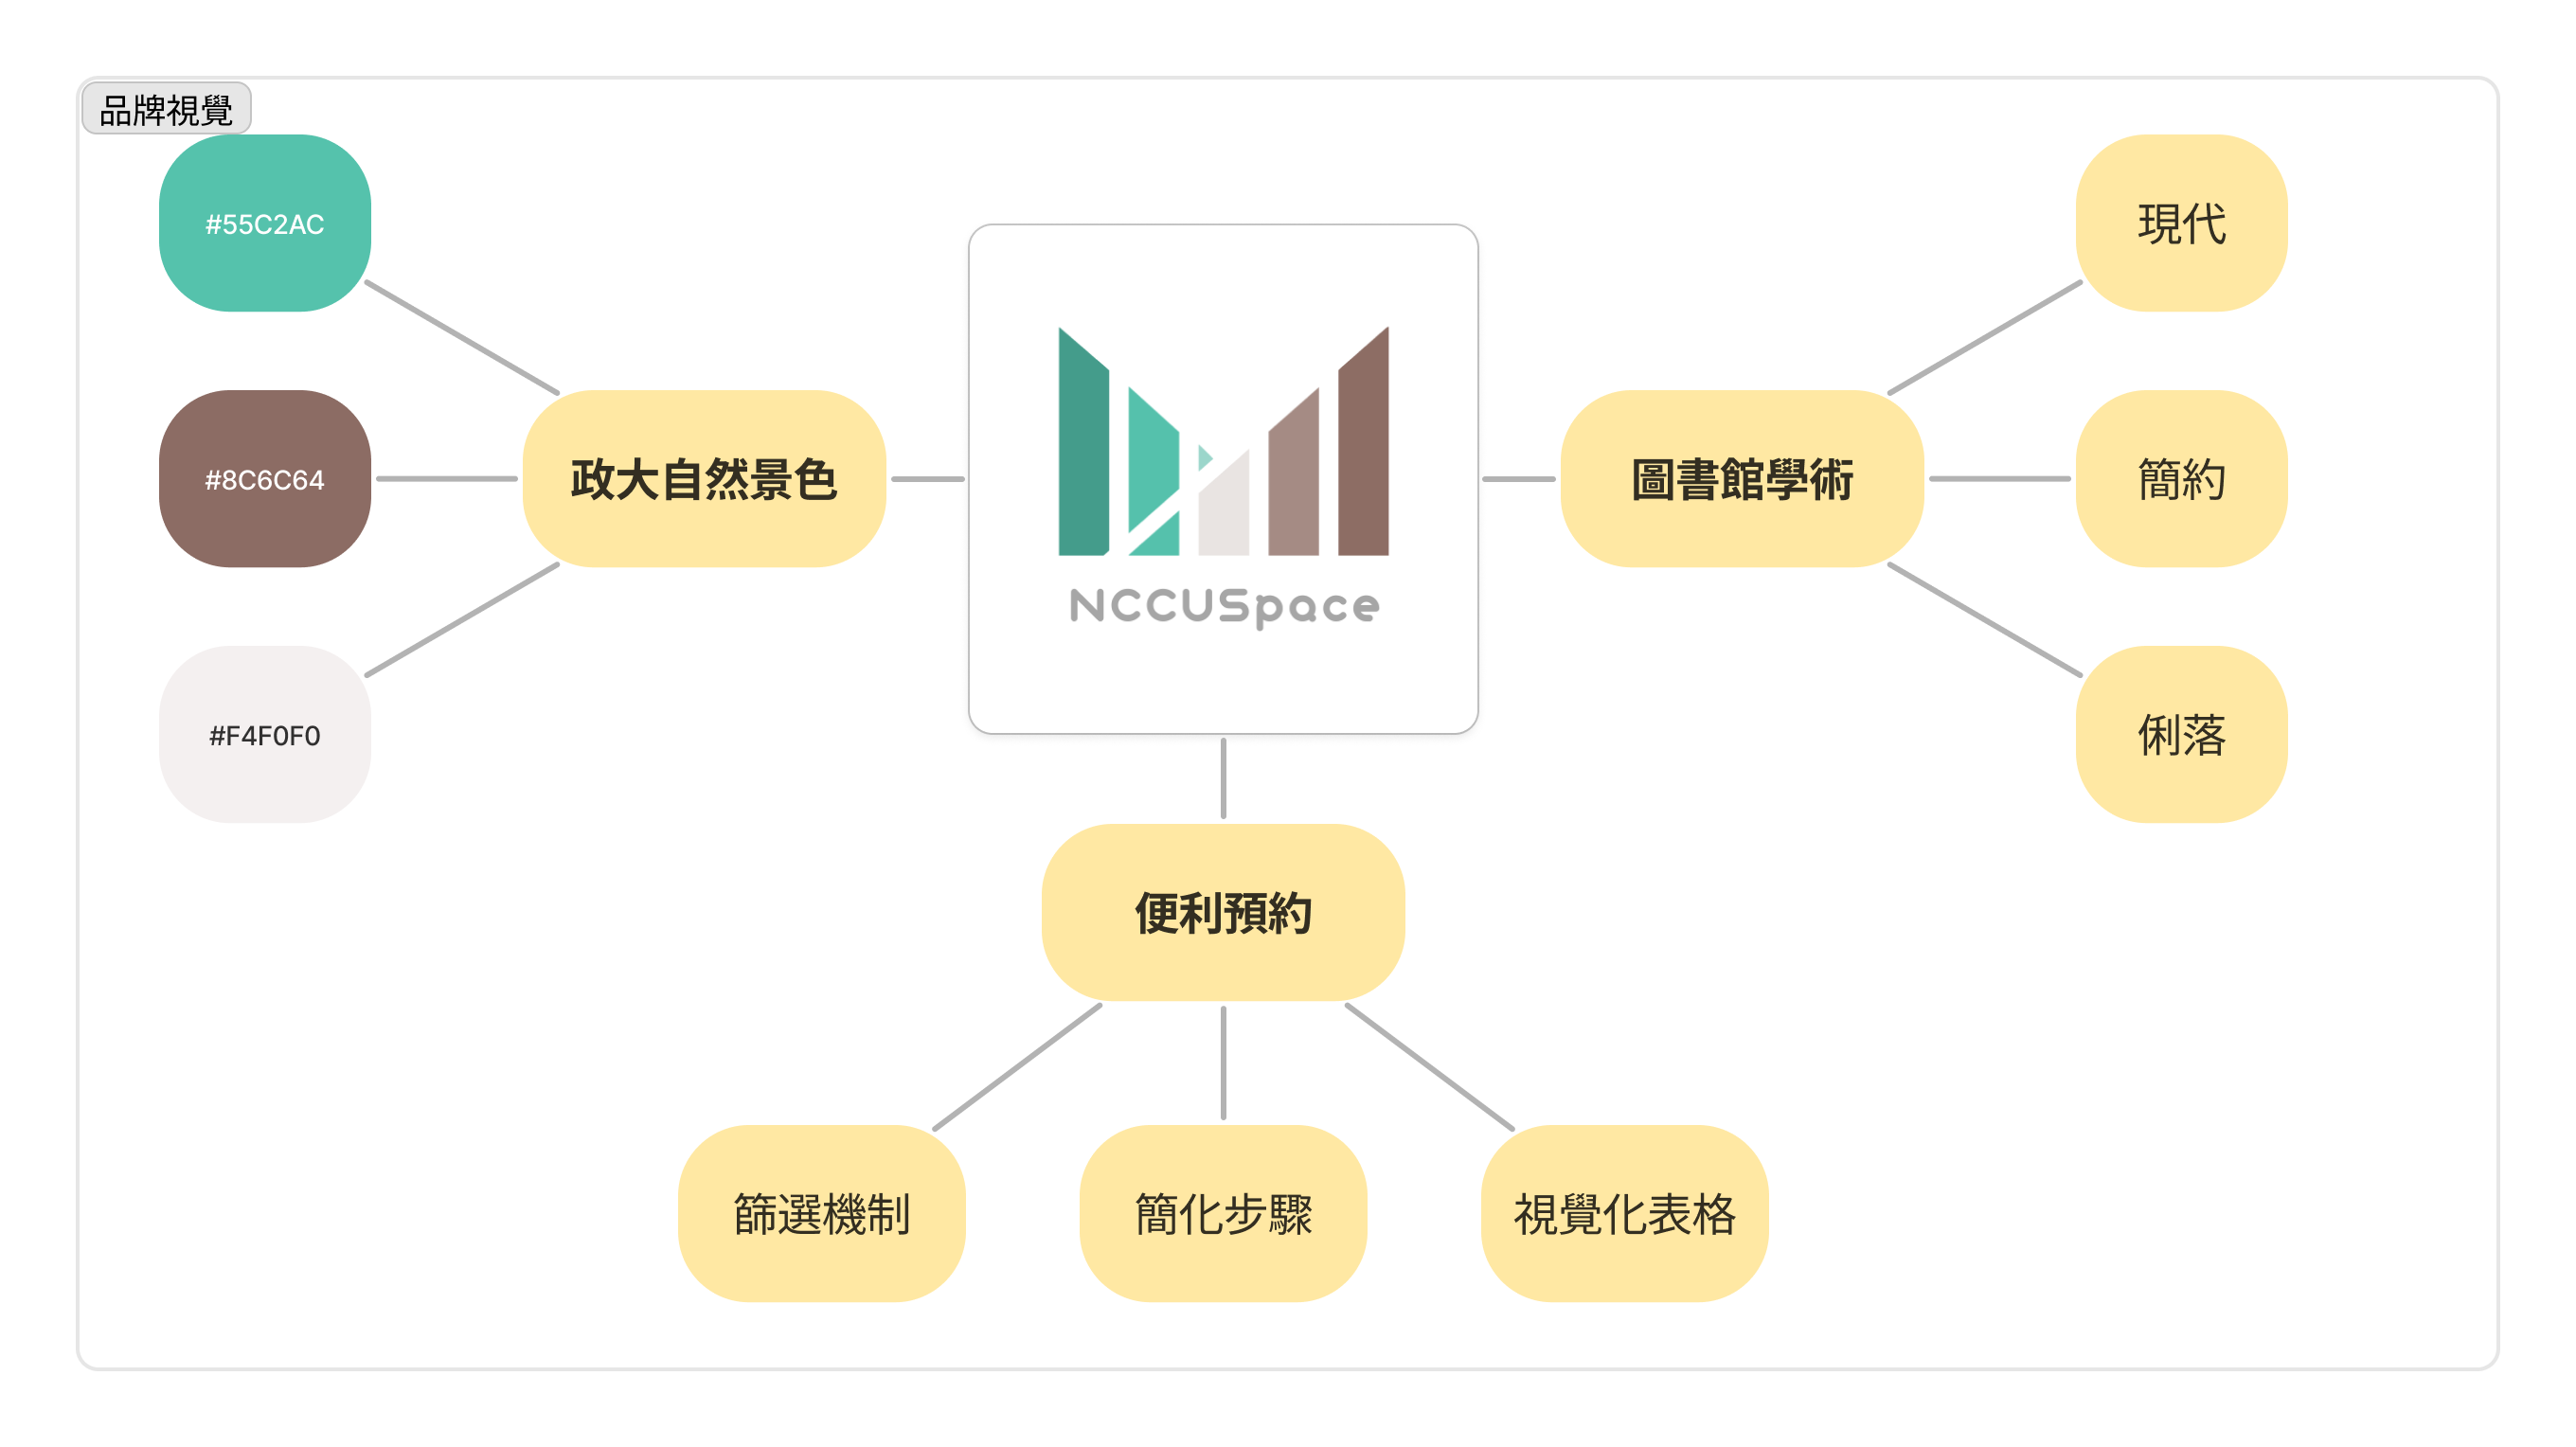 品牌視覺
#55C2AC
#8C6C64
#F4F0F0
政大自然景色
NCCUSpace
圖書館學術
現代
簡約
俐落
便利預約
篩選機制
簡化步驟
視覺化表格